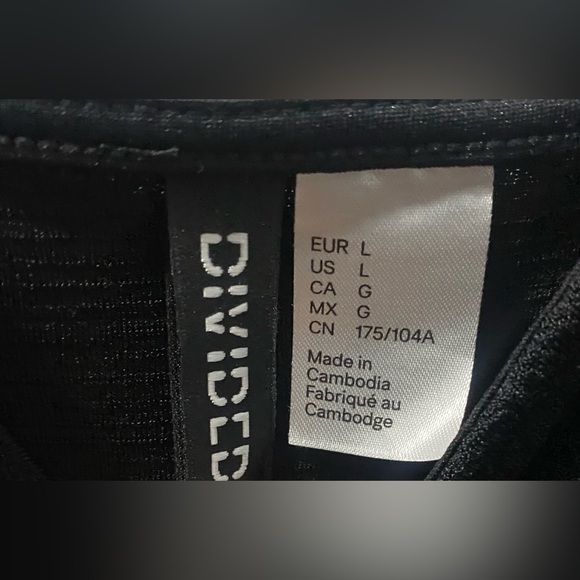 DIVIDED
EUR L
US L
CA G
MX G
CN 175/104A
Made in
Cambodia
Fabriqué au
Cambodge